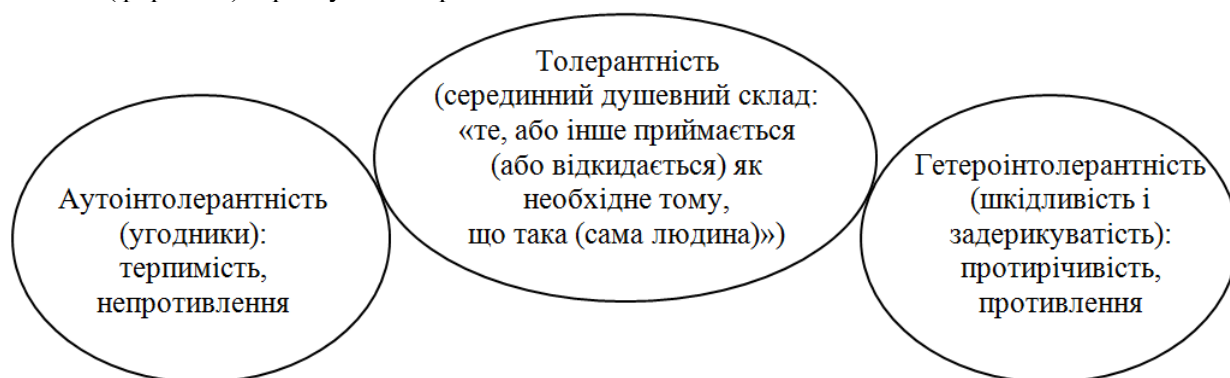 Толерантність
(серединний душевний склад:
«те, або інше приймається
(або відкидається) як
необхідне тому,
що така (сама людина)»)
Аутоінтолерантність
(угодники):
терпимість,
непротивлення
Гетероінтолерантність
(шкідливість і
задерикуватість):
протирічивість,
противлення